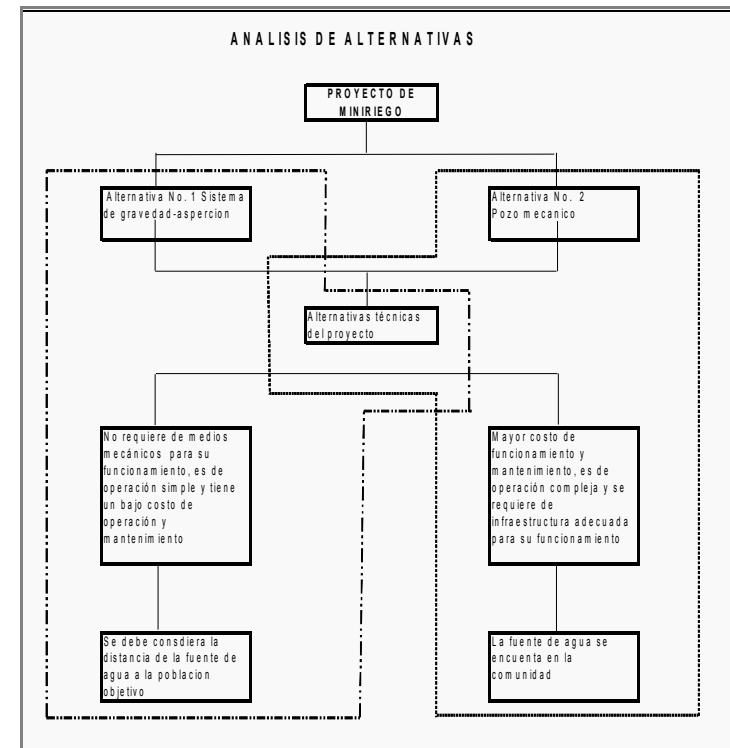 ANALISIS DE ALTERNATIVAS
PROYECTO DE
MINIRIEGO
Alternativa No. 1 Sistema
de gravedad-aspercion
Alternativa No. 2
Pozo mecanico
Alternativas técnicas
del proyecto
No requiere de medios
mecánicos para su
funcionamiento, es de
operación simple y tiene
un bajo costo de
operación y
mantenimiento
Mayor costo de
funcionamiento y
mantenimiento, es de
operación compleja y se
requiere de
infraestructura adecuada
para su funcionamiento
Se debe consdiera la
distancia de la fuente de
agua a la poblacion
objetivo
La fuente de agua se
encuenta en la
comunidad